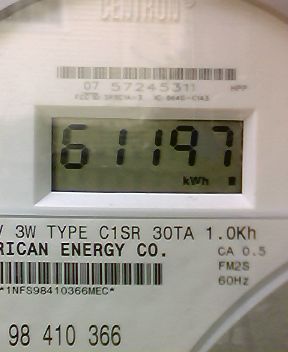 CENTRON
07 57245311
HPP
61197
kWh
V 3W TYPE C1SR 30TA 1.0Kh
RICAN ENERGY CO.
CA 0.5
FM2S
60Hz
*1NFS98410366MEC*
98 410 366